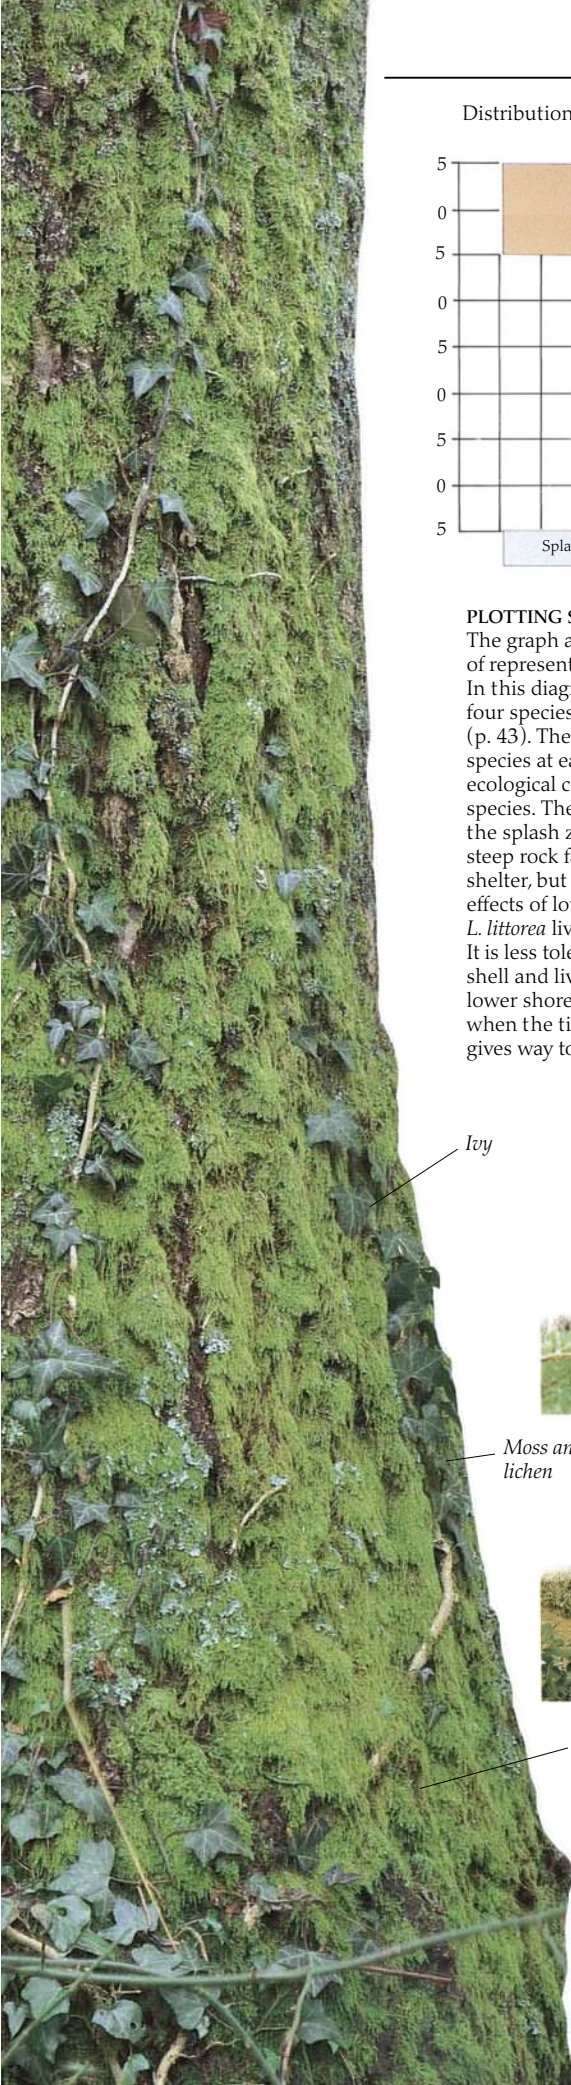 Distribution
5
0
5
0
5
0
5
0
5
Spla
PLOTTING S
The graph a
of represent
In this diag
four species
(p. 43). The
species at ea
ecological c
species. The
the splash z
steep rock f
shelter, but
effects of lo
L. littorea liv
It is less tole
shell and liv
lower shore
when the ti
gives way to
Ivy
Moss an
lichen